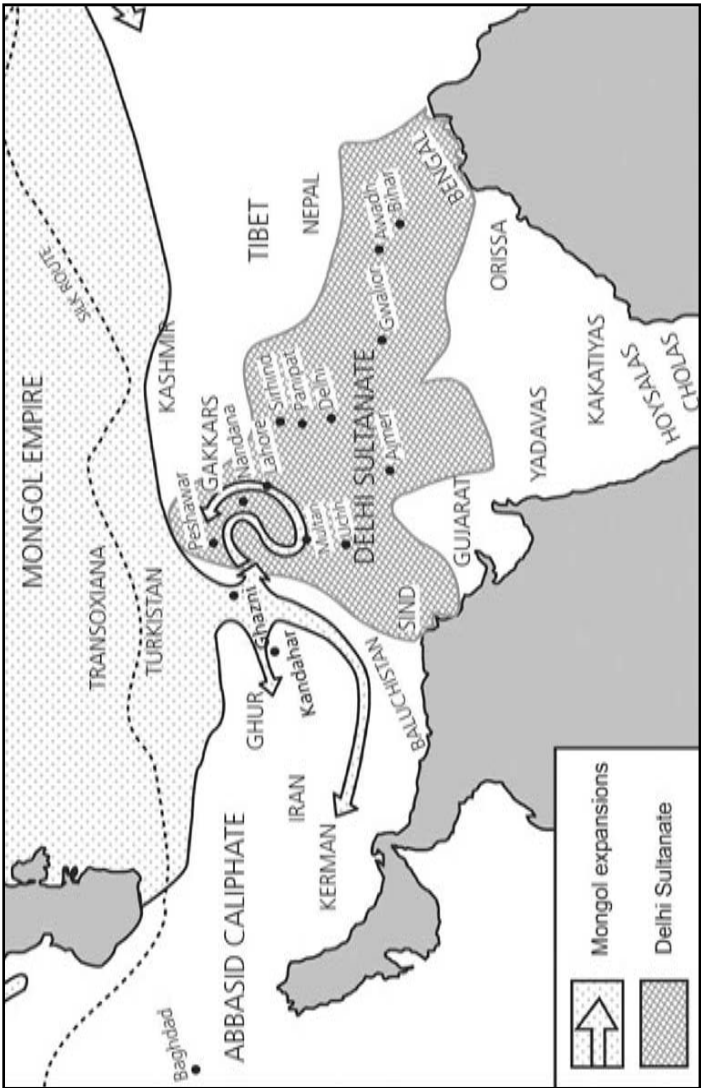 MONGOL EMPIRE
SILK ROUTE
TRANSOXIANA
TURKISTAN
KASHMIR
TIBET
NEPAL
Peshawar
GAKKARS
Nandana
Lahore
Sirhind
Panipat
Delhi
Ghazni
Kandahar
GHUR
Multan
Uchh
DELHI SULTANATE
Ajmer
Gwalior
Awadh
Bihar
BENGAL
Baghdad
ABBASID CALIPHATE
IRAN
KERMAN
BALUCHISTAN
SIND
GUJARAT
ORISSA
YADAVAS
KAKATIYAS
HOYSALAS
CHOLAS
Mongol expansions
Delhi Sultanate